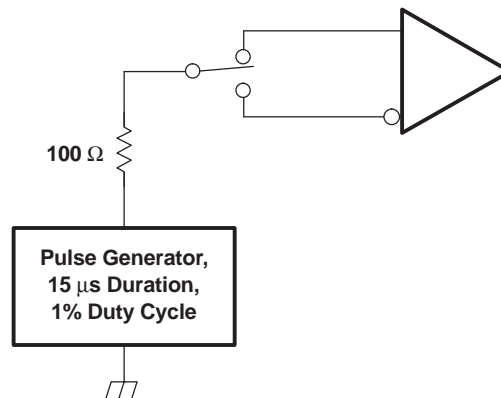 100 Ω
Pulse Generator,
15 μs Duration,
1% Duty Cycle